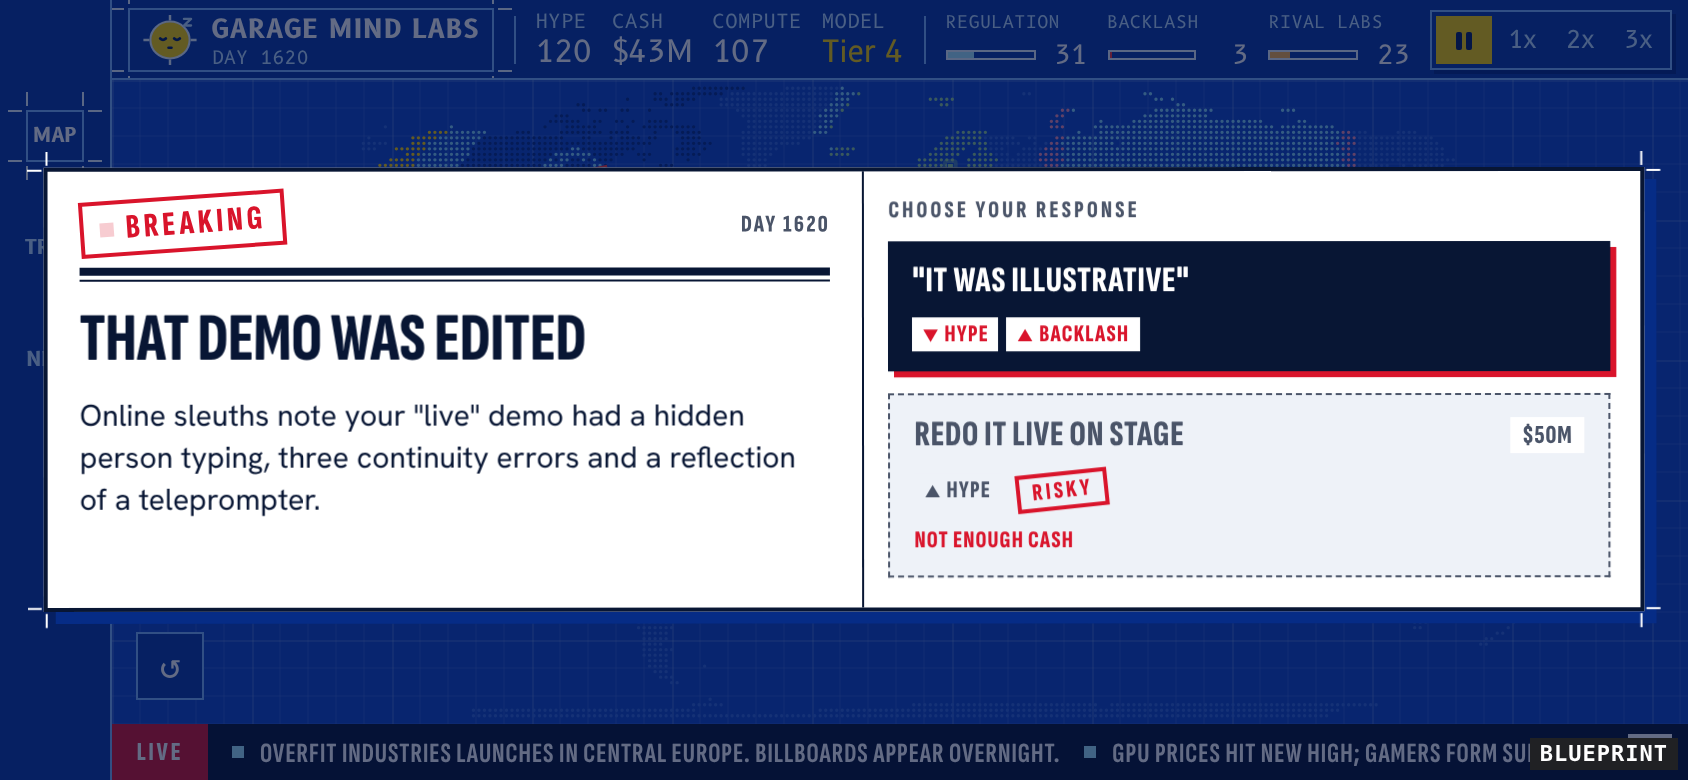 GARAGE MIND LABS
DAY 1620
HYPE
120
CASH
$43M
COMPUTE
107
MODEL
Tier 4
REGULATION
31
BACKLASH
3
RIVAL LABS
23
1x
2x
3x
MAP
BREAKING
DAY 1620
THAT DEMO WAS EDITED
Online sleuths note your "live" demo had a hidden
person typing, three continuity errors and a reflection
of a teleprompter.
CHOOSE YOUR RESPONSE
"IT WAS ILLUSTRATIVE"
▼ HYPE
▲ BACKLASH
REDO IT LIVE ON STAGE
$50M
▲ HYPE
RISKY
NOT ENOUGH CASH
LIVE
OVERFIT INDUSTRIES LAUNCHES IN CENTRAL EUROPE. BILLBOARDS APPEAR OVERNIGHT.
GPU PRICES HIT NEW HIGH; GAMERS FORM
BLUEPRINT